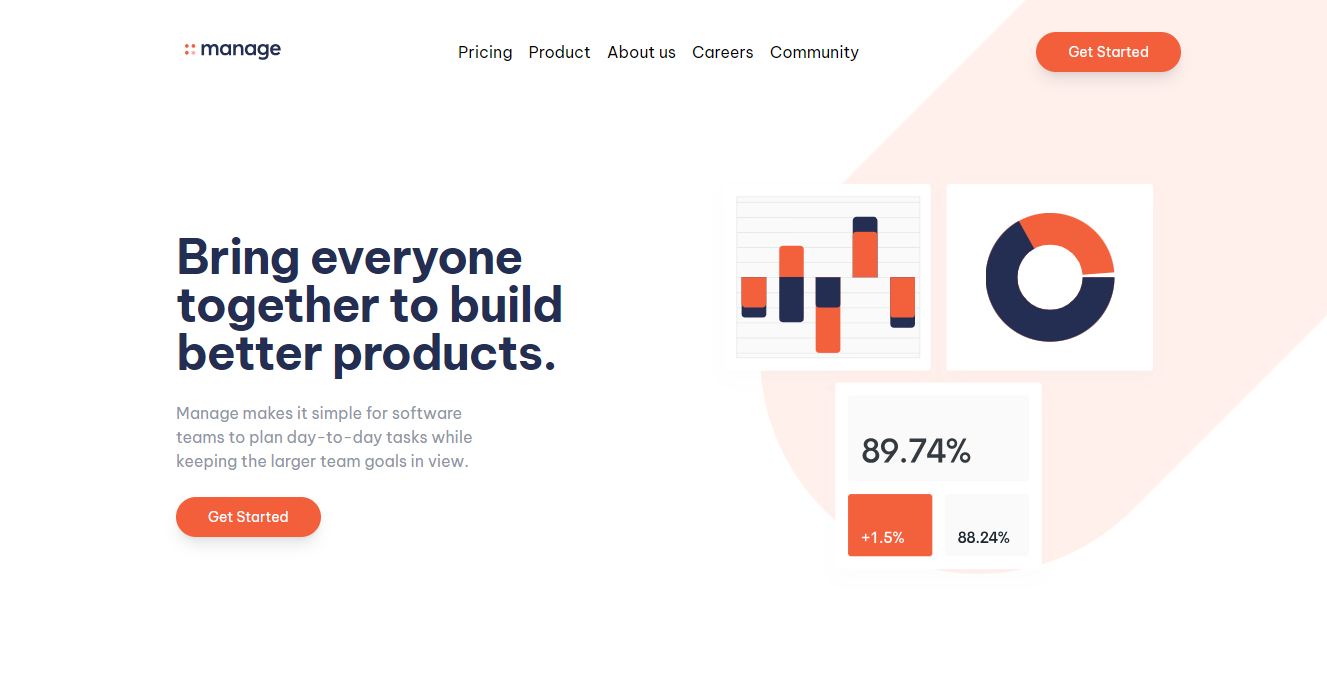 manage
Pricing Product About us Careers Community
Get Started
Bring everyone
together to build
better products.
Manage makes it simple for software
teams to plan day-to-day tasks while
keeping the larger team goals in view.
Get Started
89.74%
+1.5%
88.24%